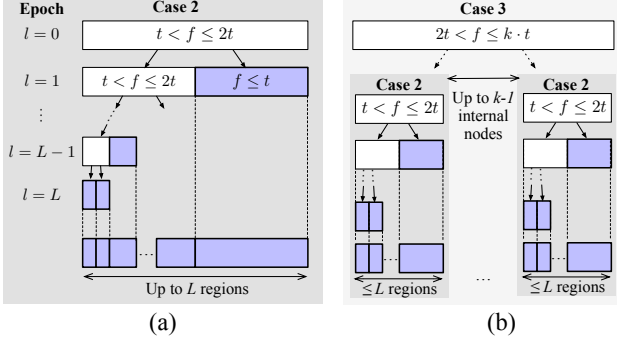 Epoch
Case 2
l = 0
t < f ≤ 2t
l = 1
t < f ≤ 2t
f ≤ t
⋮
l = L − 1
l = L
...
Up to L regions
(a)
Case 3
2t < f ≤ k · t
Case 2
Case 2
Up to k-1
internal
nodes
t < f ≤ 2t
t < f ≤ 2t
...
...
≤ L regions
...
≤ L regions
(b)